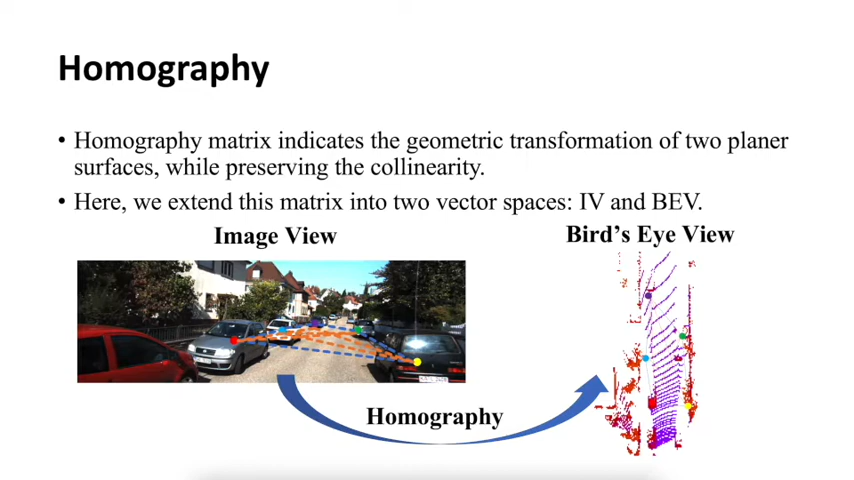 Homography
• Homography matrix indicates the geometric transformation of two planer
surfaces, while preserving the collinearity.
• Here, we extend this matrix into two vector spaces: IV and BEV.
Image View
Bird's Eye View
Homography